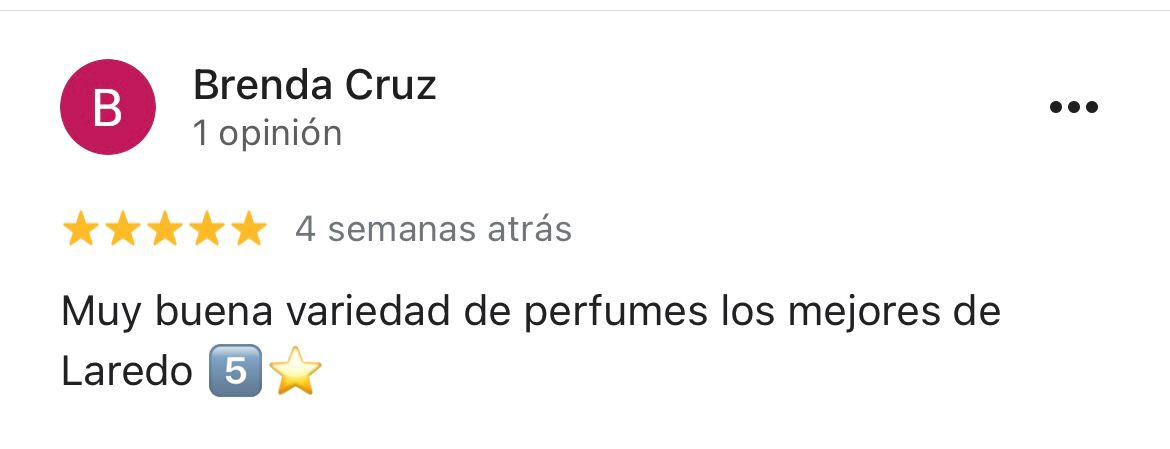 B
Brenda Cruz
1 opinión
4 semanas atrás
Muy buena variedad de perfumes los mejores de
Laredo 5️⃣⭐